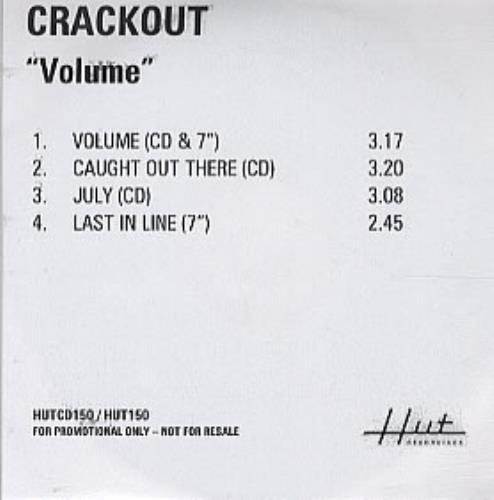 CRACKOUT
"Volume"
1. VOLUME (CD & 7") 3.17
2. CAUGHT OUT THERE (CD) 3.20
3. JULY (CD) 3.08
4. LAST IN LINE (7") 2.45
HUTCD150 / HUT150
FOR PROMOTIONAL ONLY – NOT FOR RESALE
Hut
RECORDINGS